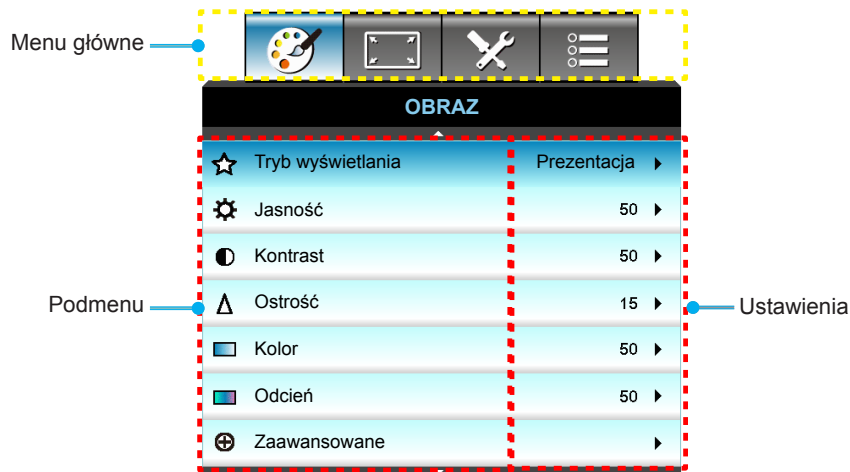 Menu główne
OBRAZ
Tryb wyświetlania Prezentacja
Jasność 50
Kontrast 50
Podmenu
Ostrość 15
Ustawienia
Kolor 50
Odcień 50
Zaawansowane